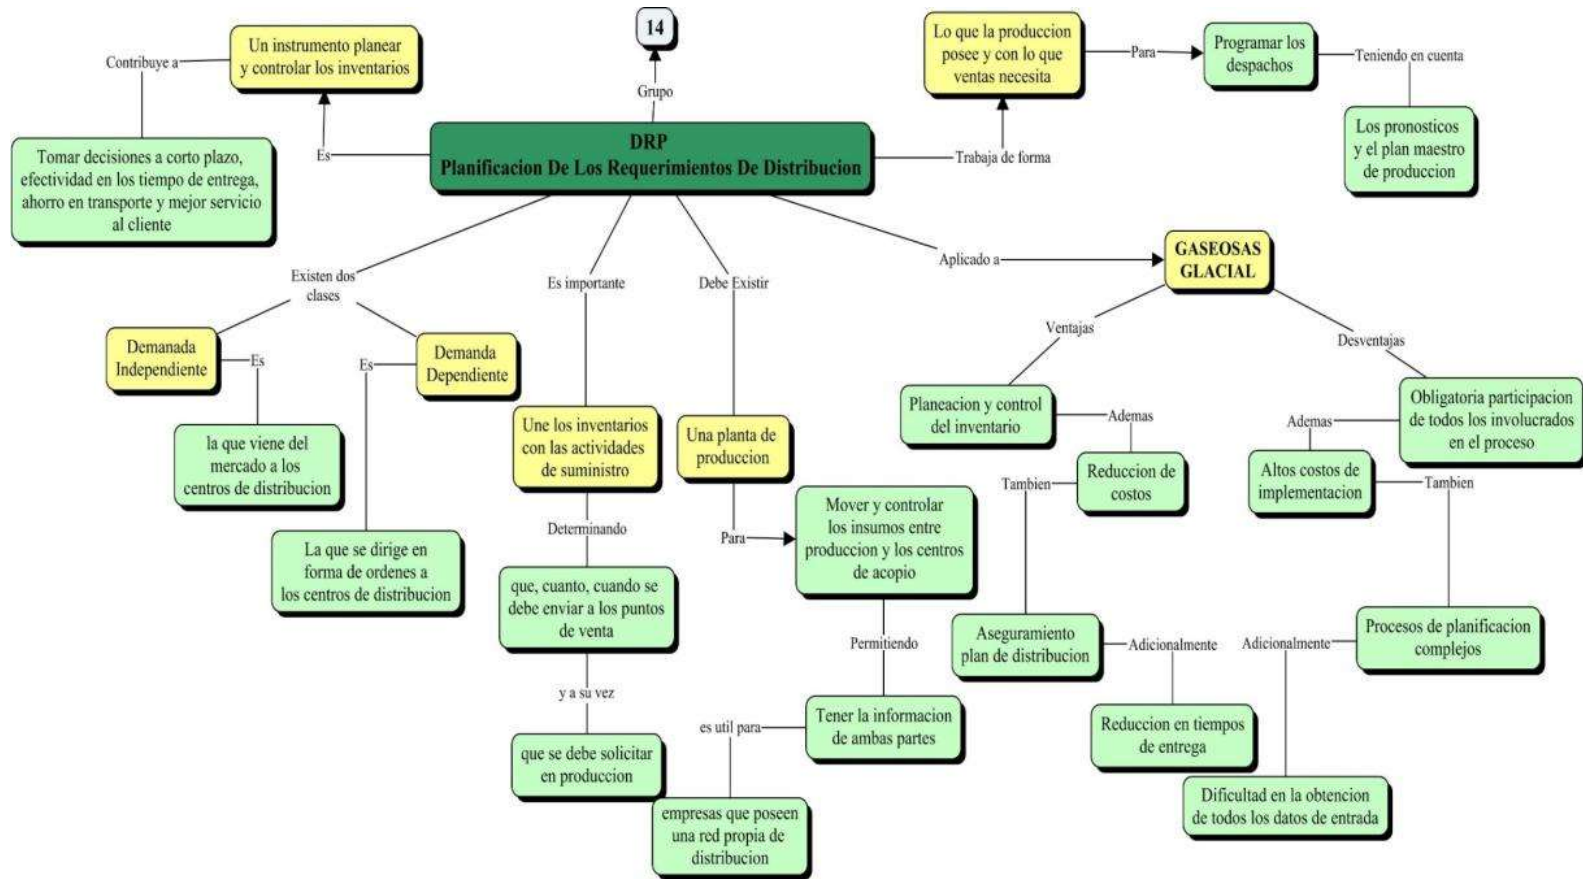 14
Grupo
DRP
Planificacion De Los Requerimientos De Distribucion
Es
Un instrumento planear
y controlar los inventarios
Contribuye a
Tomar decisiones a corto plazo,
efectividad en los tiempo de entrega,
ahorro en transporte y mejor servicio
al cliente
Trabaja de forma
Lo que la produccion
posee y con lo que
ventas necesita
Para
Programar los
despachos
Teniendo en cuenta
Los pronosticos
y el plan maestro
de produccion
Existen dos
clases
Demanada
Independiente
Es
la que viene del
mercado a los
centros de distribucion
Demanda
Dependiente
Es
La que se dirige en
forma de ordenes a
los centros de distribucion
Es importante
Une los inventarios
con las actividades
de suministro
Determinando
que, cuanto, cuando se
debe enviar a los puntos
de venta
y a su vez
que se debe solicitar
en produccion
Debe Existir
Una planta de
produccion
Para
Mover y controlar
los insumos entre
produccion y los centros
de acopio
Permitiendo
Tener la informacion
de ambas partes
es util para
empresas que poseen
una red propia de
distribucion
Aplicado a
GASEOSAS
GLACIAL
Ventajas
Planeacion y control
del inventario
Ademas
Reduccion de
costos
Tambien
Aseguramiento
plan de distribucion
Adicionalmente
Reduccion en tiempos
de entrega
Desventajas
Obligatoria participacion
de todos los involucrados
en el proceso
Ademas
Altos costos de
implementacion
Tambien
Procesos de planificacion
complejos
Adicionalmente
Dificultad en la obtencion
de todos los datos de entrada